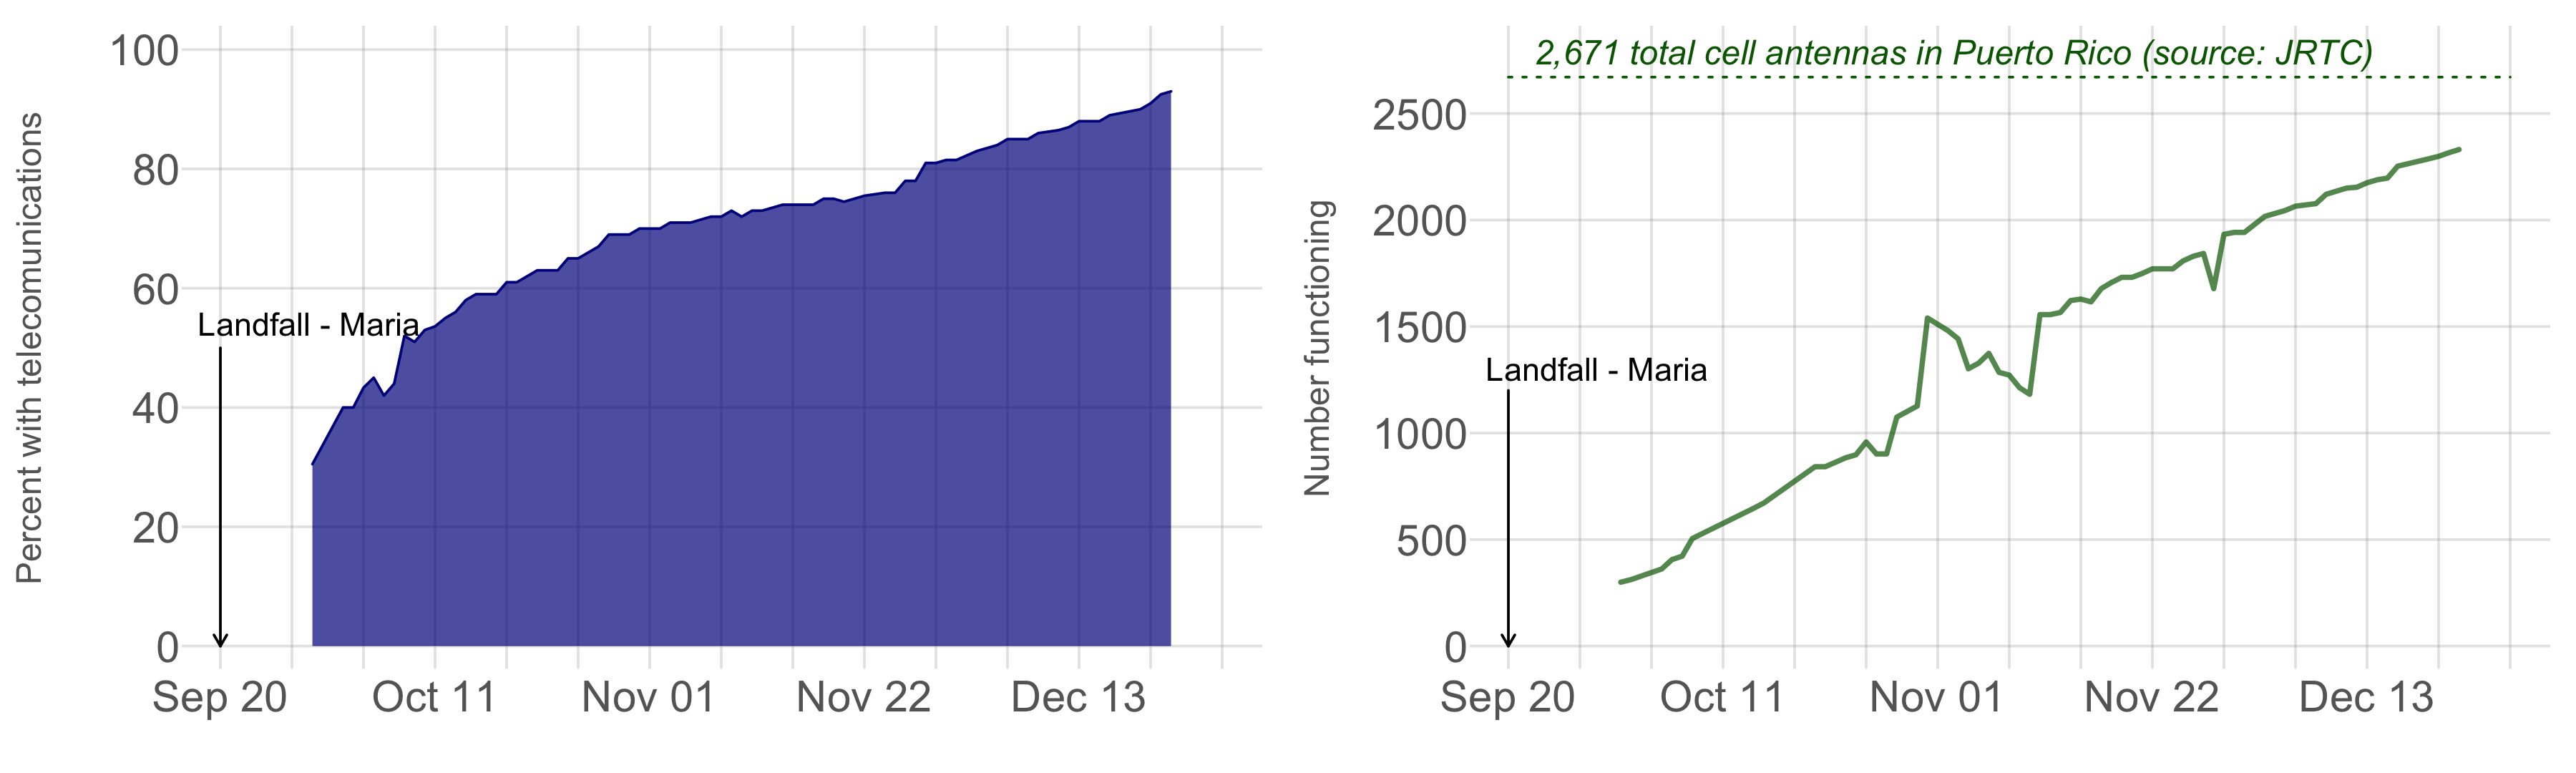 Percent with telecomunications
100
80
60
40
20
0
Landfall - Maria
Sep 20
Oct 11
Nov 01
Nov 22
Dec 13
Number functioning
2,671 total cell antennas in Puerto Rico (source: JRTC)
2500
2000
1500
1000
500
0
Landfall - Maria
Sep 20
Oct 11
Nov 01
Nov 22
Dec 13